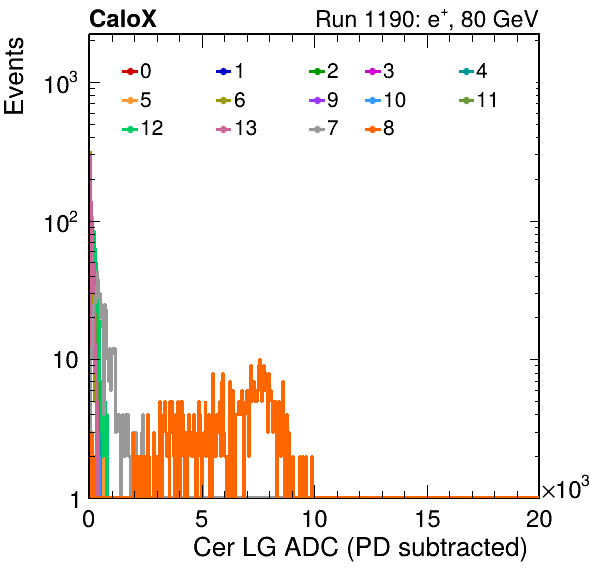 CaloX Run 1190: e⁺, 80 GeV
Events
10³
10²
10
1
0 1 2 3 4
5 6 9 10 11
12 13 7 8
0 5 10 15 20
×10³
Cer LG ADC (PD subtracted)